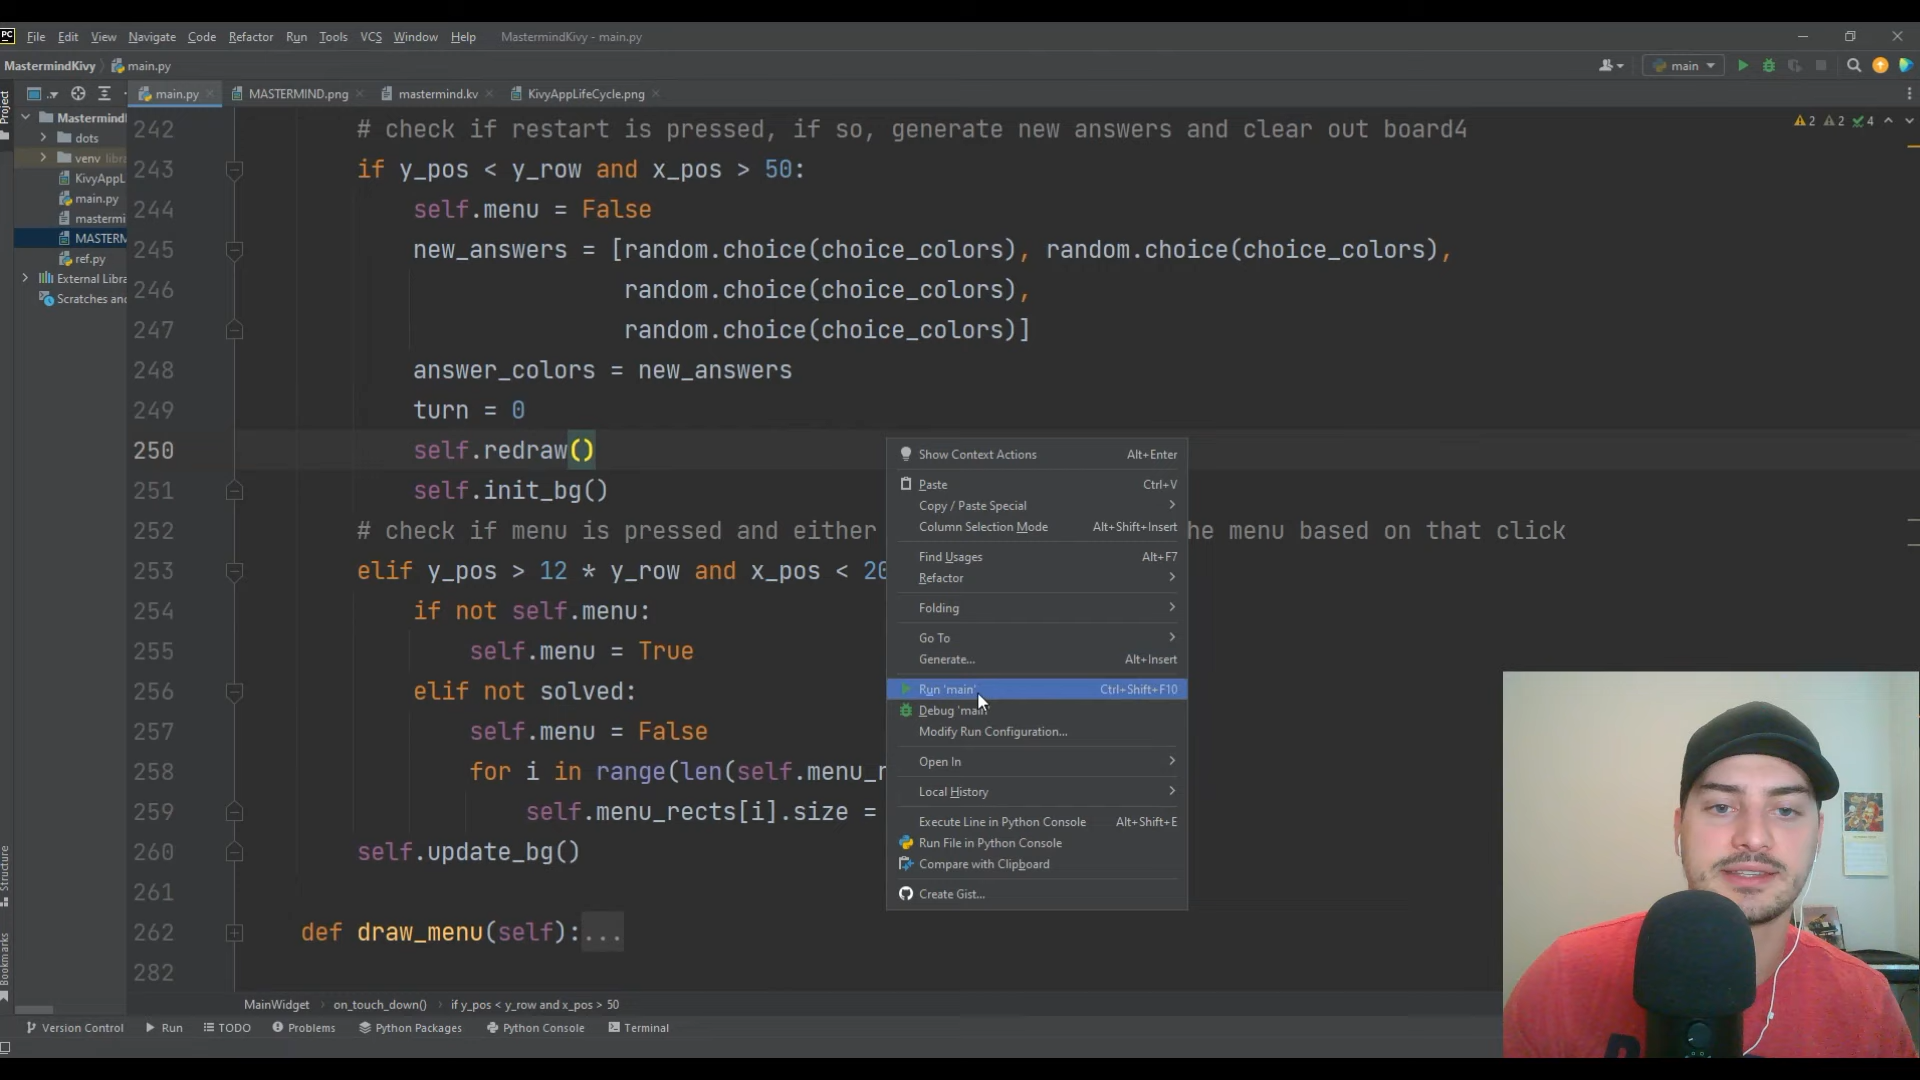 PC File Edit View Navigate Code Refactor Run Tools VCS Window Help MastermindKivy - main.py
MastermindKivy main.py main
main.py MASTERMIND.png mastermind.kv KivyAppLifeCycle.png
Project
Mastermind
dots
venv libra
KivyAppL
main.py
mastermi
MASTERM
ref.py
External Libra
Scratches and
Structure
Bookmarks
2 2 4
242 # check if restart is pressed, if so, generate new answers and clear out board4
243 if y_pos < y_row and x_pos > 50:
244 self.menu = False
245 new_answers = [random.choice(choice_colors), random.choice(choice_colors),
246 random.choice(choice_colors),
247 random.choice(choice_colors)]
248 answer_colors = new_answers
249 turn = 0
250 self.redraw()
251 self.init_bg()
252 # check if menu is pressed and either he menu based on that click
253 elif y_pos > 12 * y_row and x_pos < 20
254 if not self.menu:
255 self.menu = True
256 elif not solved:
257 self.menu = False
258 for i in range(len(self.menu_r
259 self.menu_rects[i].size =
260 self.update_bg()
261
262 def draw_menu(self):...
282
Show Context Actions Alt+Enter
Paste Ctrl+V
Copy / Paste Special
Column Selection Mode Alt+Shift+Insert
Find Usages Alt+F7
Refactor
Folding
Go To
Generate... Alt+Insert
Run 'main' Ctrl+Shift+F10
Debug 'main'
Modify Run Configuration...
Open In
Local History
Execute Line in Python Console Alt+Shift+E
Run File in Python Console
Compare with Clipboard
Create Gist...
MainWidget on_touch_down() if y_pos < y_row and x_pos > 50
Version Control Run TODO Problems Python Packages Python Console Terminal